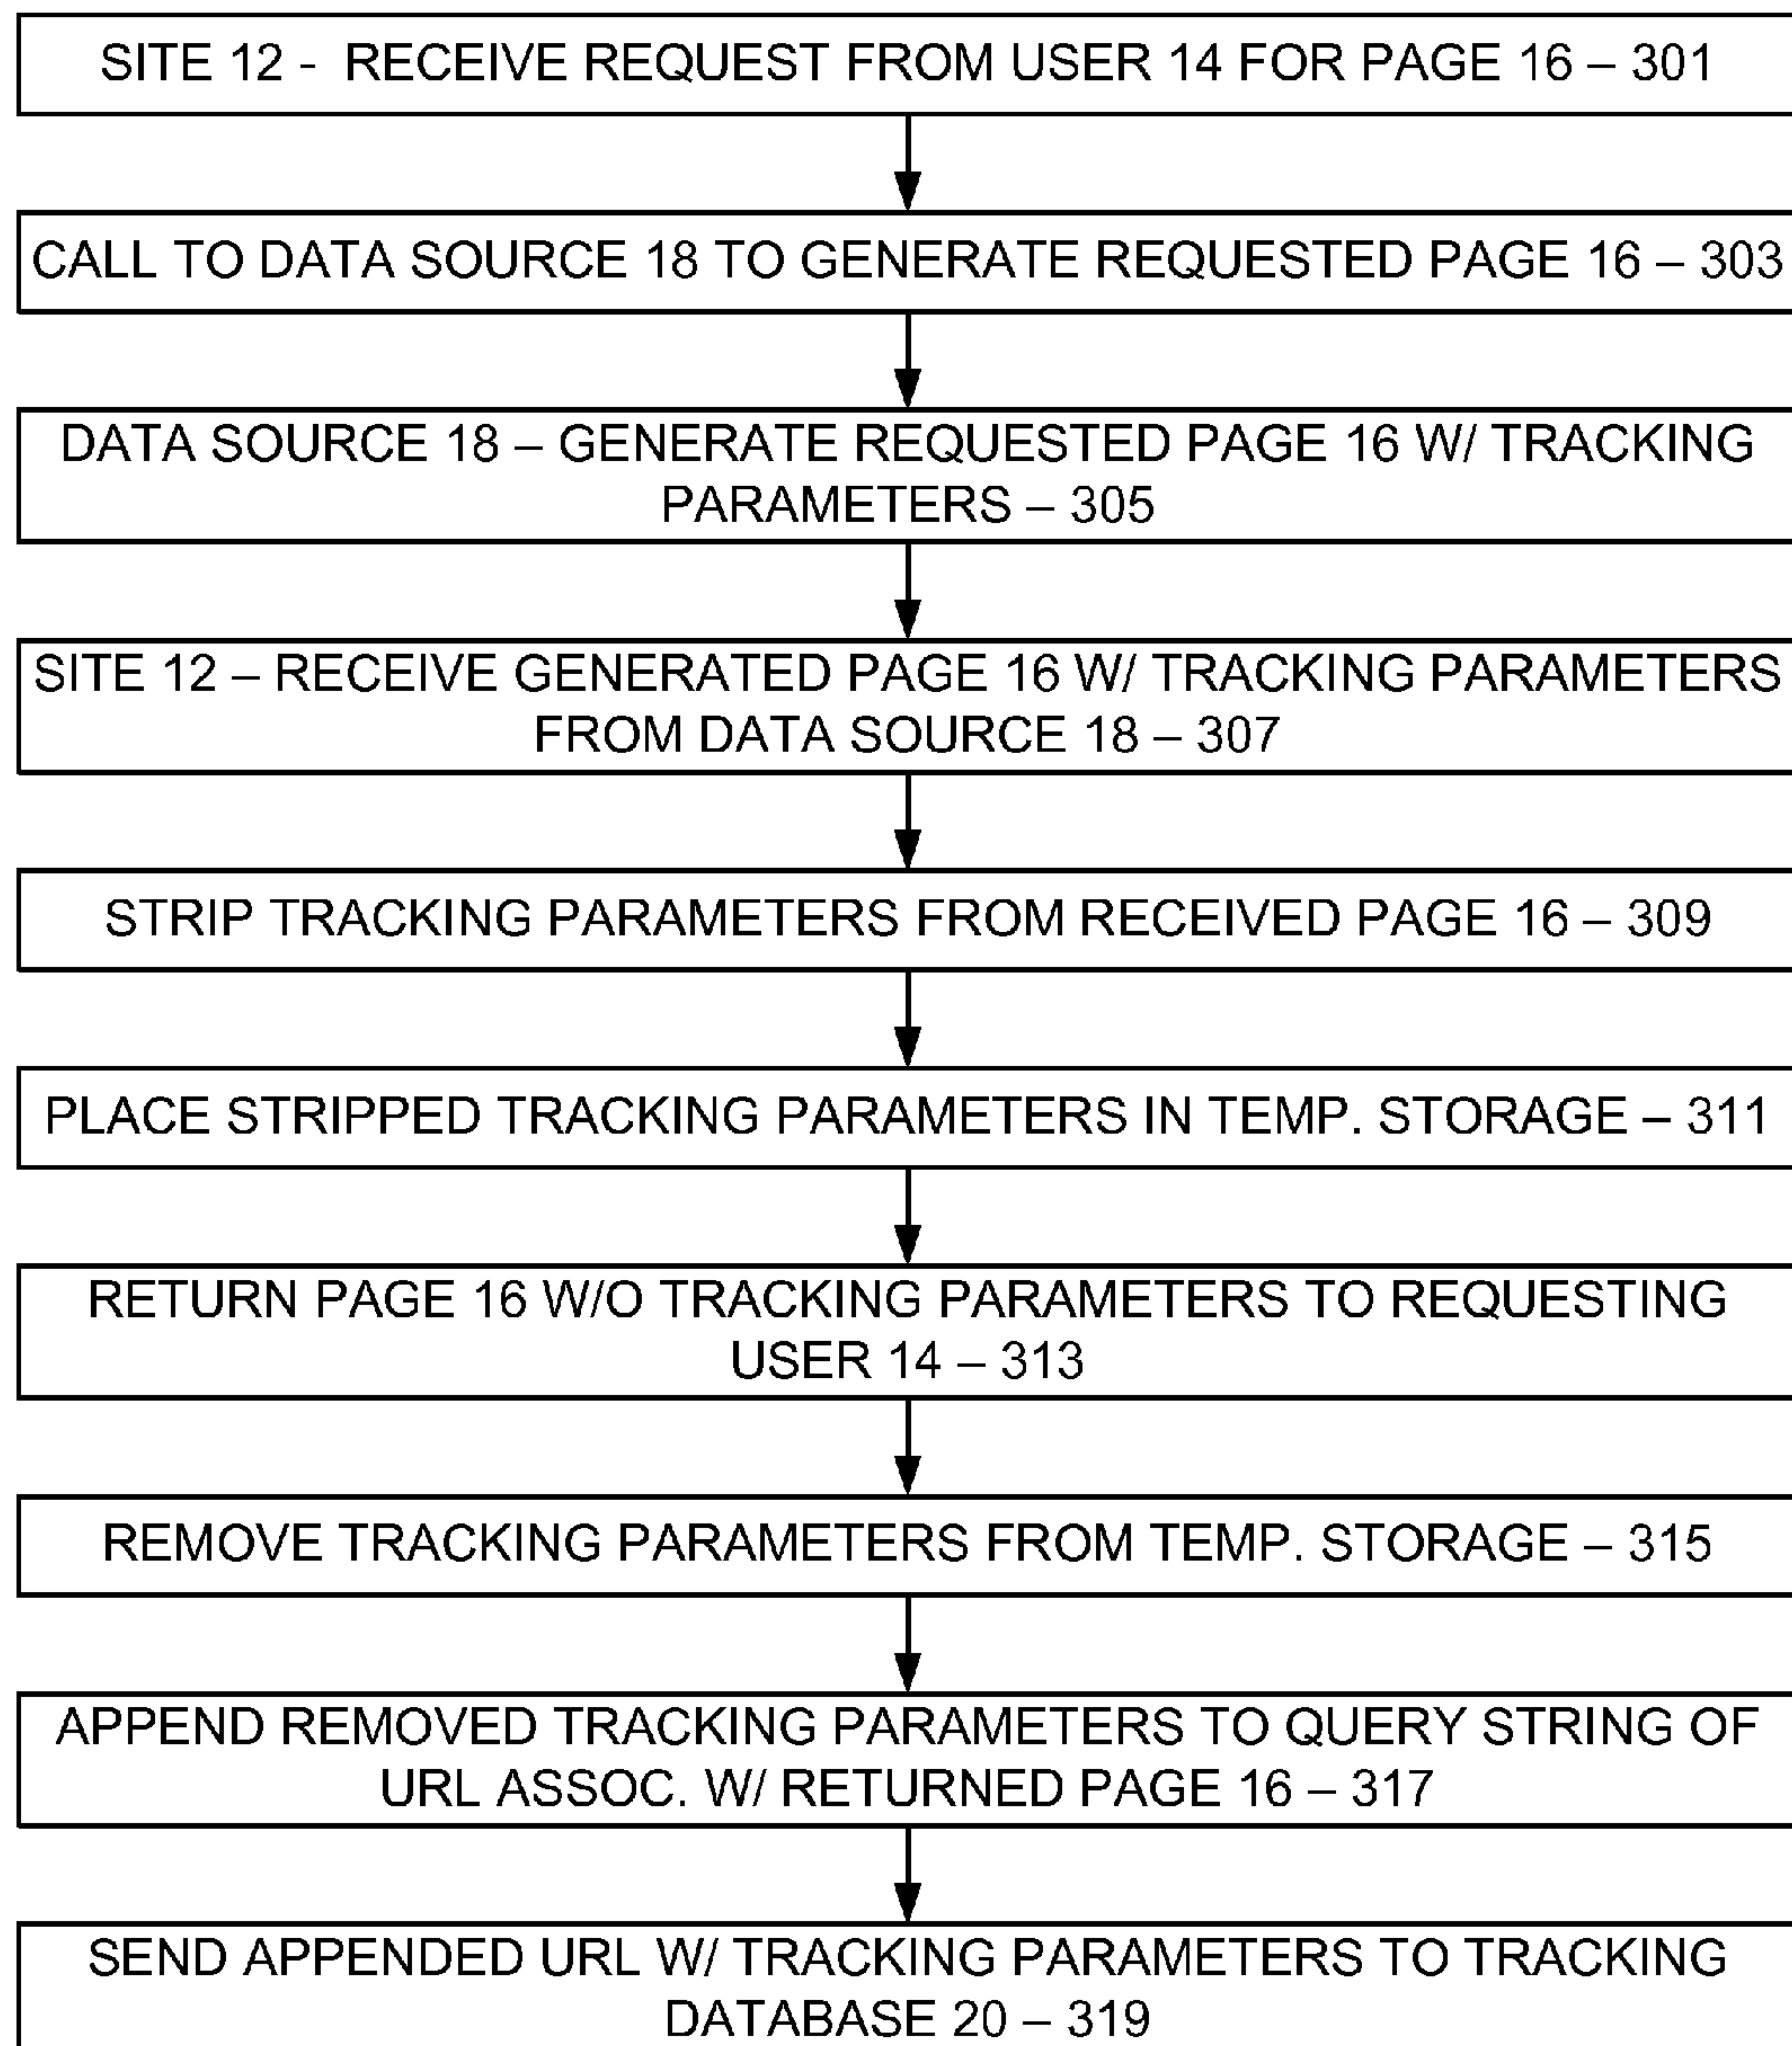 SITE 12 - RECEIVE REQUEST FROM USER 14 FOR PAGE 16 – 301
CALL TO DATA SOURCE 18 TO GENERATE REQUESTED PAGE 16 – 303
DATA SOURCE 18 – GENERATE REQUESTED PAGE 16 W/ TRACKING
PARAMETERS – 305
SITE 12 – RECEIVE GENERATED PAGE 16 W/ TRACKING PARAMETERS
FROM DATA SOURCE 18 – 307
STRIP TRACKING PARAMETERS FROM RECEIVED PAGE 16 – 309
PLACE STRIPPED TRACKING PARAMETERS IN TEMP. STORAGE – 311
RETURN PAGE 16 W/O TRACKING PARAMETERS TO REQUESTING
USER 14 – 313
REMOVE TRACKING PARAMETERS FROM TEMP. STORAGE – 315
APPEND REMOVED TRACKING PARAMETERS TO QUERY STRING OF
URL ASSOC. W/ RETURNED PAGE 16 – 317
SEND APPENDED URL W/ TRACKING PARAMETERS TO TRACKING
DATABASE 20 – 319